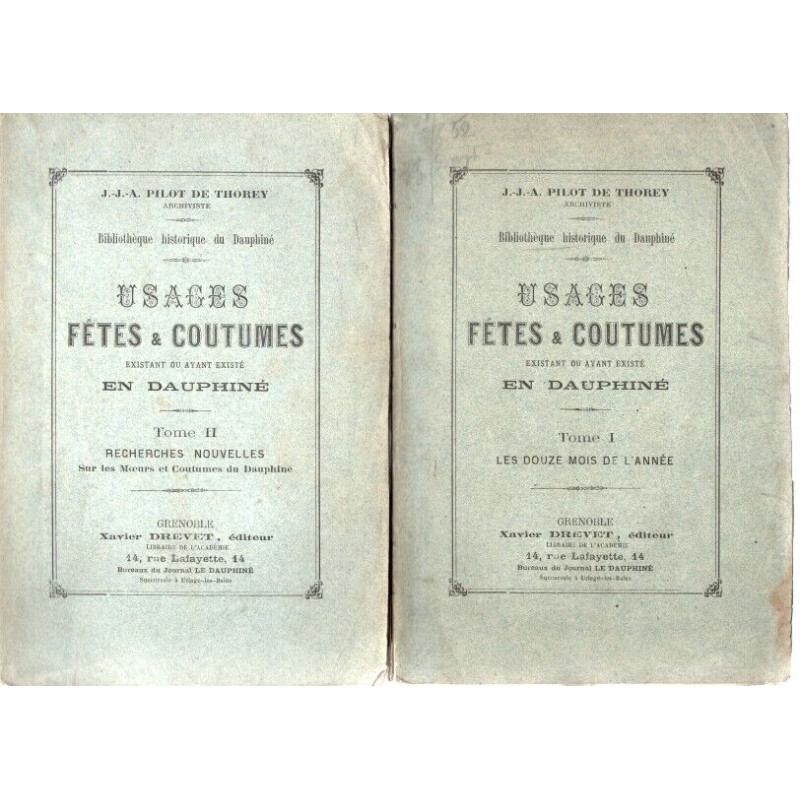 J.-J.-A. PILOT DE THOREY
ARCHIVISTE
Bibliothèque historique du Dauphiné
USAGES
FÊTES & COUTUMES
EXISTANT OU AYANT EXISTÉ
EN DAUPHINÉ
Tome II
RECHERCHES NOUVELLES
Sur les Mœurs et Coutumes du Dauphiné
GRENOBLE
Xavier DREVET, éditeur
LIBRAIRE DE L'ACADÉMIE
14, rue Lafayette, 14
Bureaux du Journal LE DAUPHINÉ
Succursale à Uriage-les-Bains
59
J.-J.-A. PILOT DE THOREY
ARCHIVISTE
Bibliothèque historique du Dauphiné
USAGES
FÊTES & COUTUMES
EXISTANT OU AYANT EXISTÉ
EN DAUPHINÉ
Tome I
LES DOUZE MOIS DE L'ANNÉE
GRENOBLE
Xavier DREVET, éditeur
LIBRAIRE DE L'ACADÉMIE
14, rue Lafayette, 14
Bureaux du Journal LE DAUPHINÉ
Succursale à Uriage-les-Bains